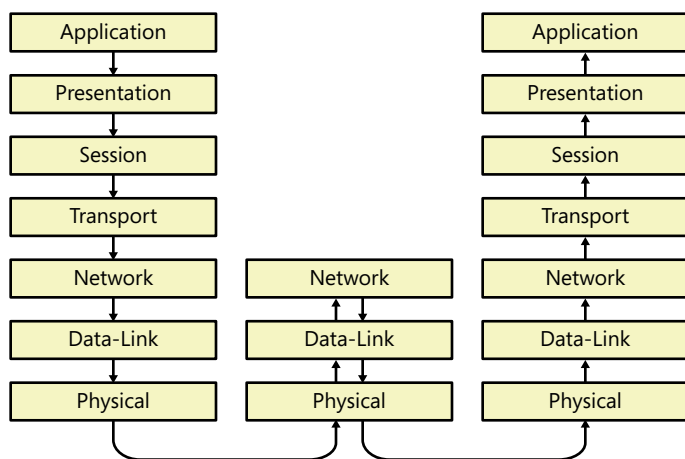 Application
Presentation
Session
Transport
Network
Data-Link
Physical
Network
Data-Link
Physical
Application
Presentation
Session
Transport
Network
Data-Link
Physical